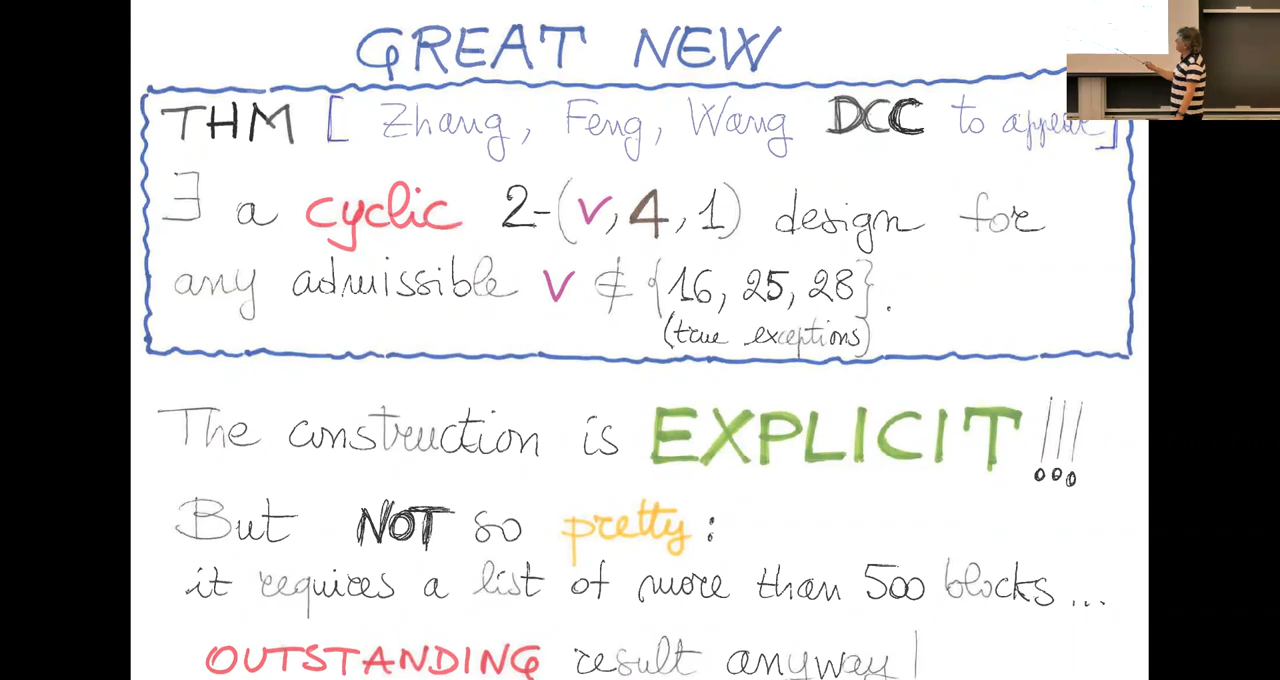 GREAT NEW
THM [ Zhang, Feng, Wang DCC to appear ]
∃ a cyclic 2-(v,4,1) design for
any admissible v ∉ {16, 25, 28}.
(true exceptions)
The construction is EXPLICIT!!!
But NOT so pretty:
it requires a list of more than 500 blocks...
OUTSTANDING result anyway!